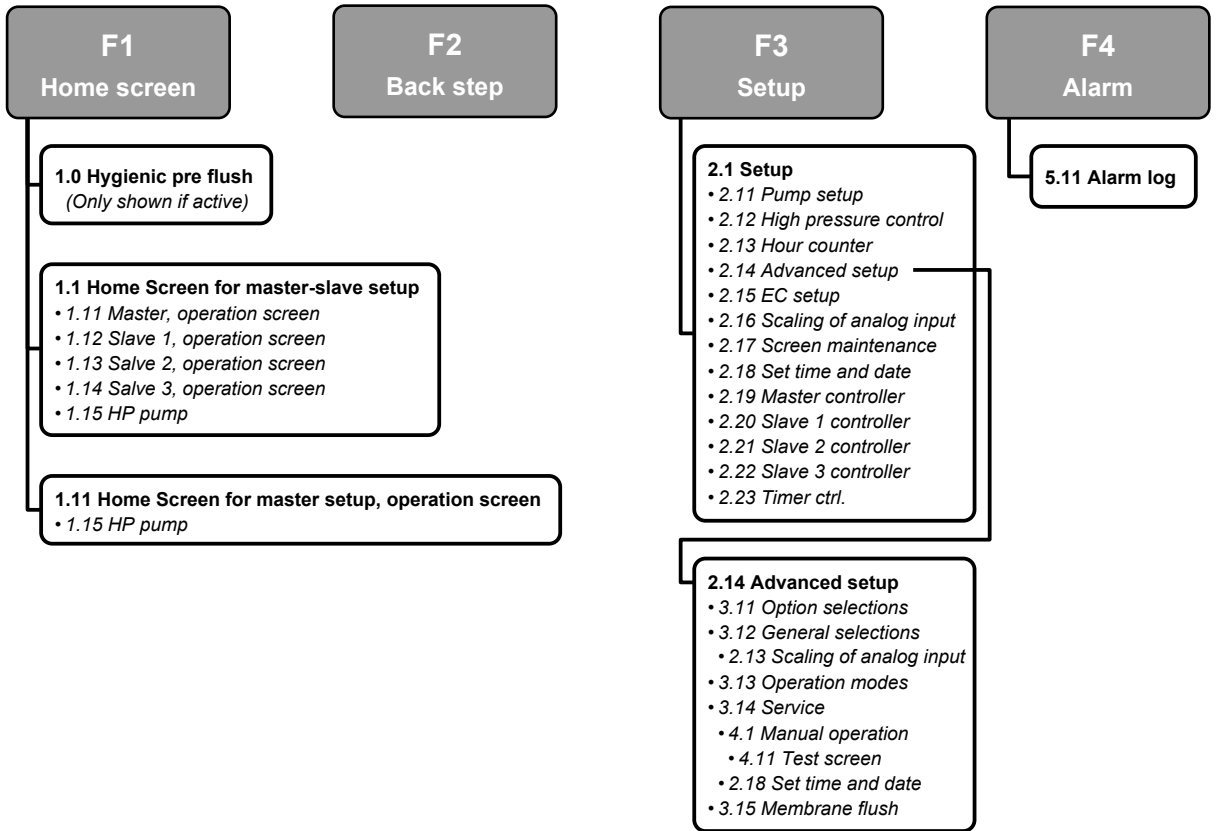 F1
Home screen
F2
Back step
F3
Setup
F4
Alarm
1.0 Hygienic pre flush
(Only shown if active)
1.1 Home Screen for master-slave setup
• 1.11 Master, operation screen
• 1.12 Slave 1, operation screen
• 1.13 Salve 2, operation screen
• 1.14 Salve 3, operation screen
• 1.15 HP pump
1.11 Home Screen for master setup, operation screen
• 1.15 HP pump
2.1 Setup
• 2.11 Pump setup
• 2.12 High pressure control
• 2.13 Hour counter
• 2.14 Advanced setup
• 2.15 EC setup
• 2.16 Scaling of analog input
• 2.17 Screen maintenance
• 2.18 Set time and date
• 2.19 Master controller
• 2.20 Slave 1 controller
• 2.21 Slave 2 controller
• 2.22 Slave 3 controller
• 2.23 Timer ctrl.
2.14 Advanced setup
• 3.11 Option selections
• 3.12 General selections
• 2.13 Scaling of analog input
• 3.13 Operation modes
• 3.14 Service
• 4.1 Manual operation
• 4.11 Test screen
• 2.18 Set time and date
• 3.15 Membrane flush
5.11 Alarm log